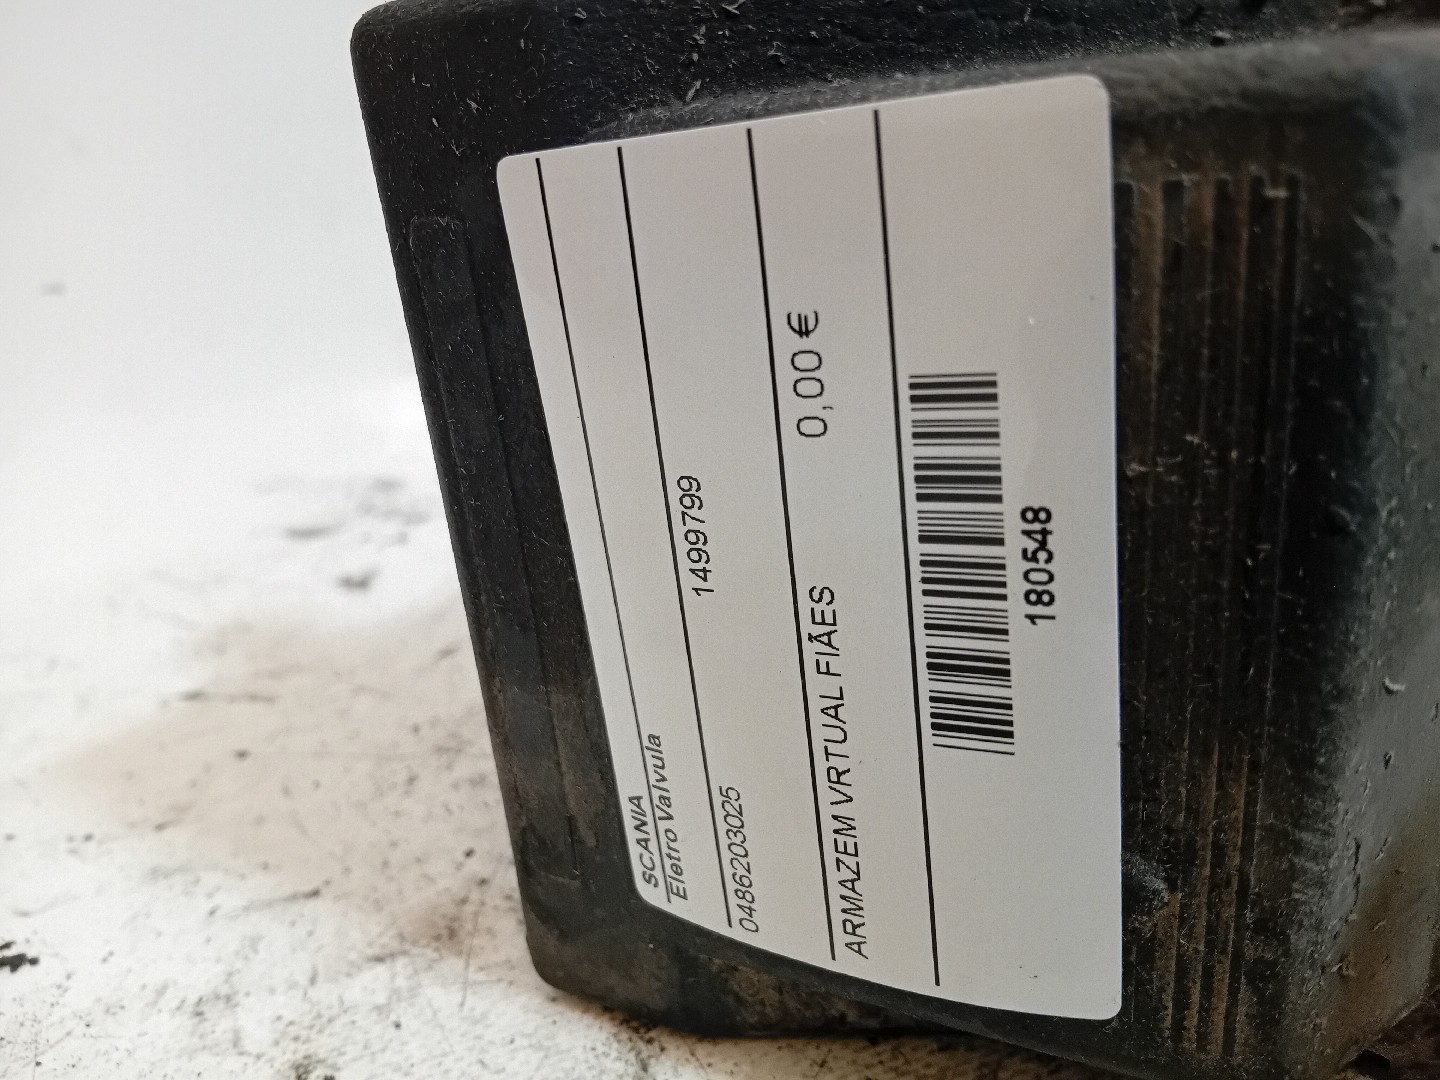 SCANIA
Eletro Valvula
0486203025 1499799
ARMAZEM VRTUAL FIÃES 0,00 €
180548